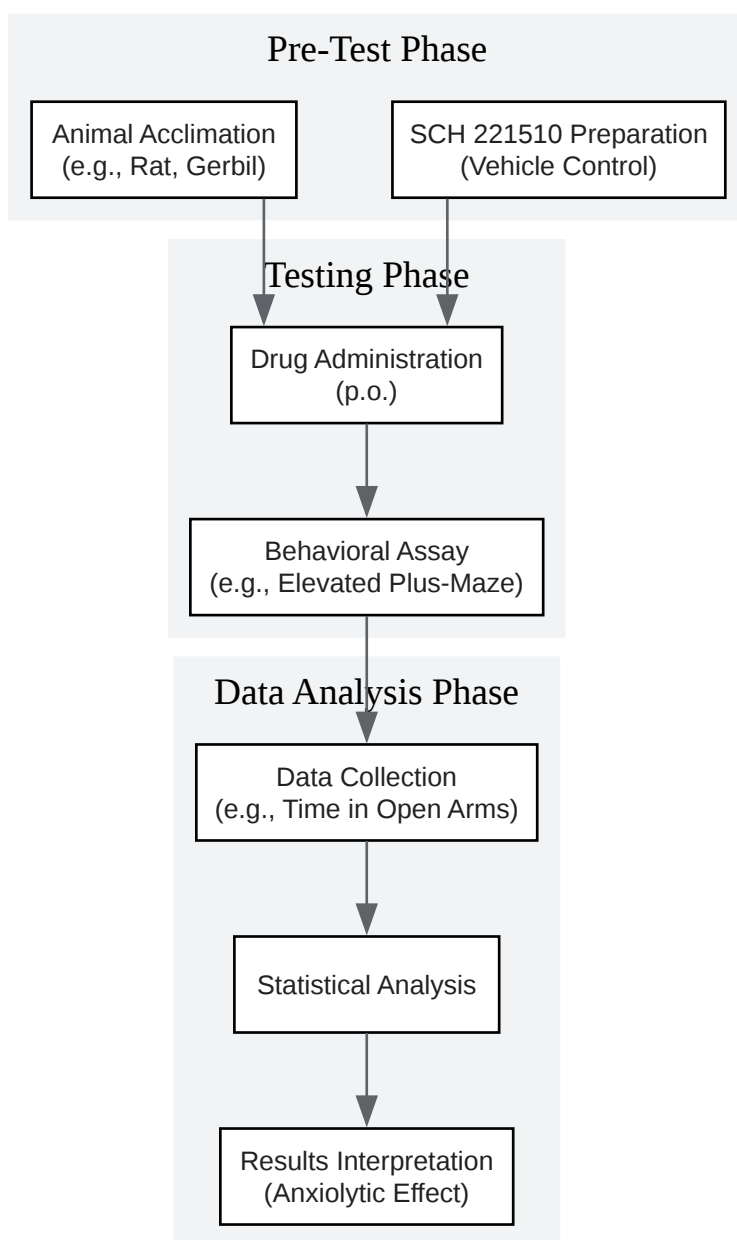 Pre-Test Phase
Animal Acclimation
(e.g., Rat, Gerbil)
SCH 221510 Preparation
(Vehicle Control)
Testing Phase
Drug Administration
(p.o.)
Behavioral Assay
(e.g., Elevated Plus-Maze)
Data Analysis Phase
Data Collection
(e.g., Time in Open Arms)
Statistical Analysis
Results Interpretation
(Anxiolytic Effect)